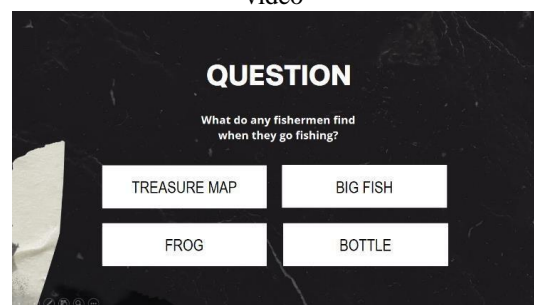 video
QUESTION
What do any fishermen find
when they go fishing?
TREASURE MAP
BIG FISH
FROG
BOTTLE